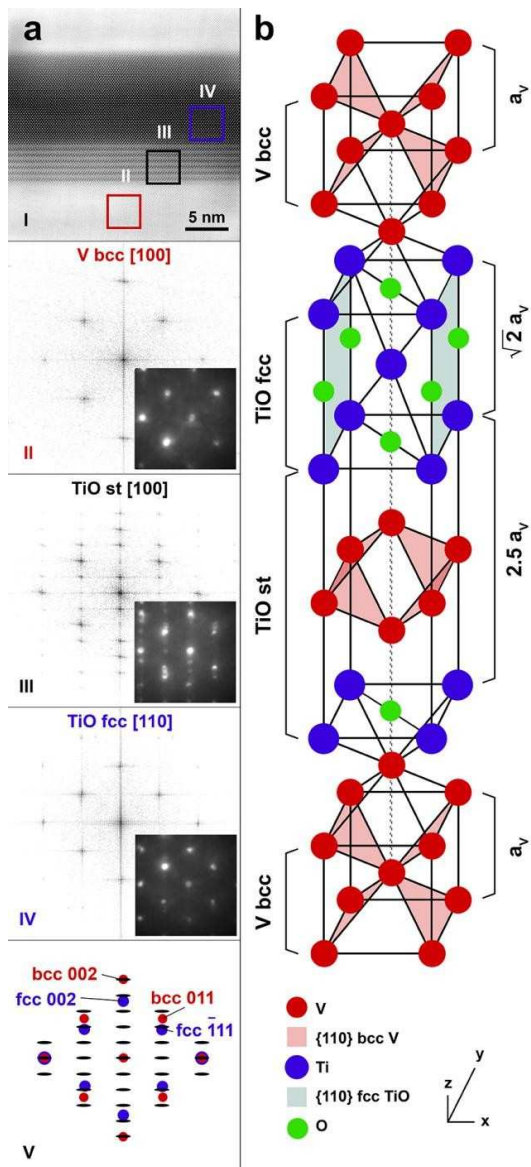 a
IV
III
II
I
5 nm
V bcc [100]
II
TiO st [100]
III
TiO fcc [110]
IV
bcc 002
fcc 002
bcc 011
fcc 1̄11
V
b
V bcc
a_v
TiO fcc
√2 a_v
TiO st
2.5 a_v
V bcc
a_v
V
{110} bcc V
Ti
{110} fcc TiO
O
y
z
x